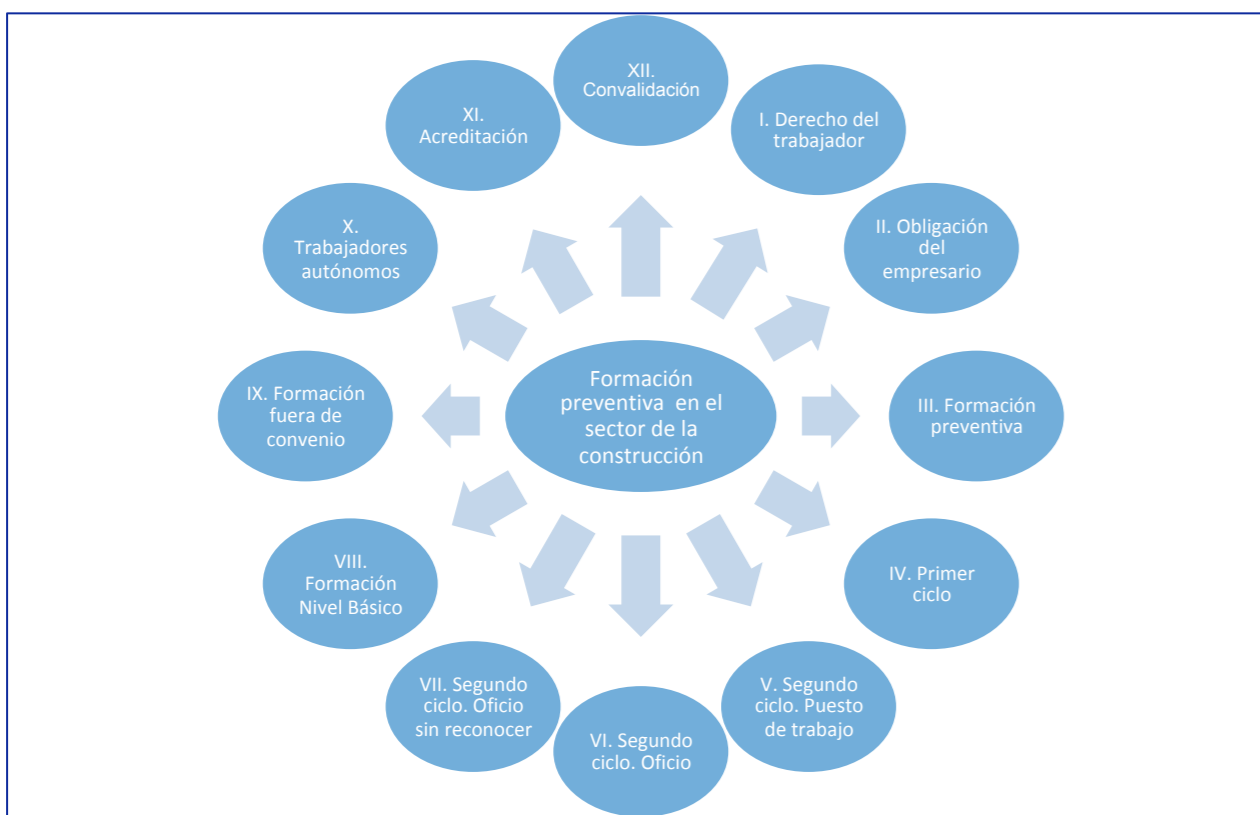 XII.
Convalidación
I. Derecho del
trabajador
II. Obligación
del
empresario
III. Formación
preventiva
IV. Primer
ciclo
V. Segundo
ciclo. Puesto
de trabajo
VI. Segundo
ciclo. Oficio
VII. Segundo
ciclo. Oficio
sin reconocer
VIII.
Formación
Nivel Básico
IX. Formación
fuera de
convenio
X.
Trabajadores
autónomos
XI.
Acreditación
Formación
preventiva en el
sector de la
construcción